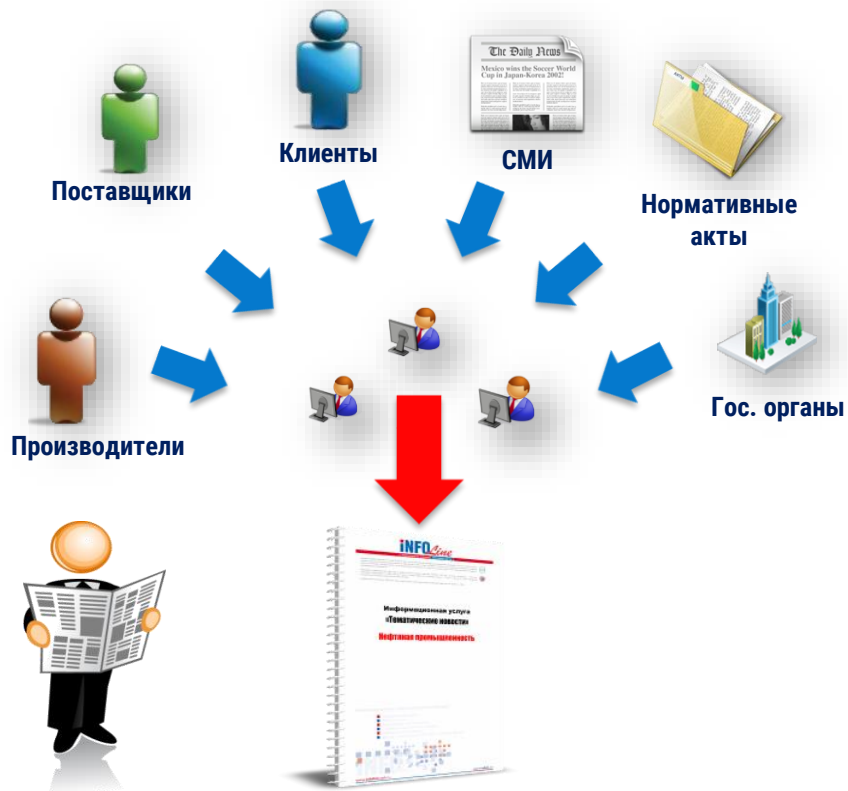 The Daily News
Mexico wins the Soccer World
Cup in Japan-Korea 2002!
Клиенты
СМИ
Поставщики
Нормативные
акты
Гос. органы
Производители
iNFOLine
Информационная услуга
«Тематические новости»
Нефтяная промышленность